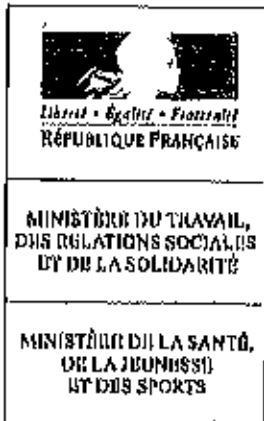 Liberté • Égalité • Fraternité
RÉPUBLIQUE FRANÇAISE
MINISTÈRE DU TRAVAIL,
DES RELATIONS SOCIALES
ET DE LA SOLIDARITÉ
MINISTÈRE DE LA SANTÉ,
DE LA JEUNESSE
ET DES SPORTS